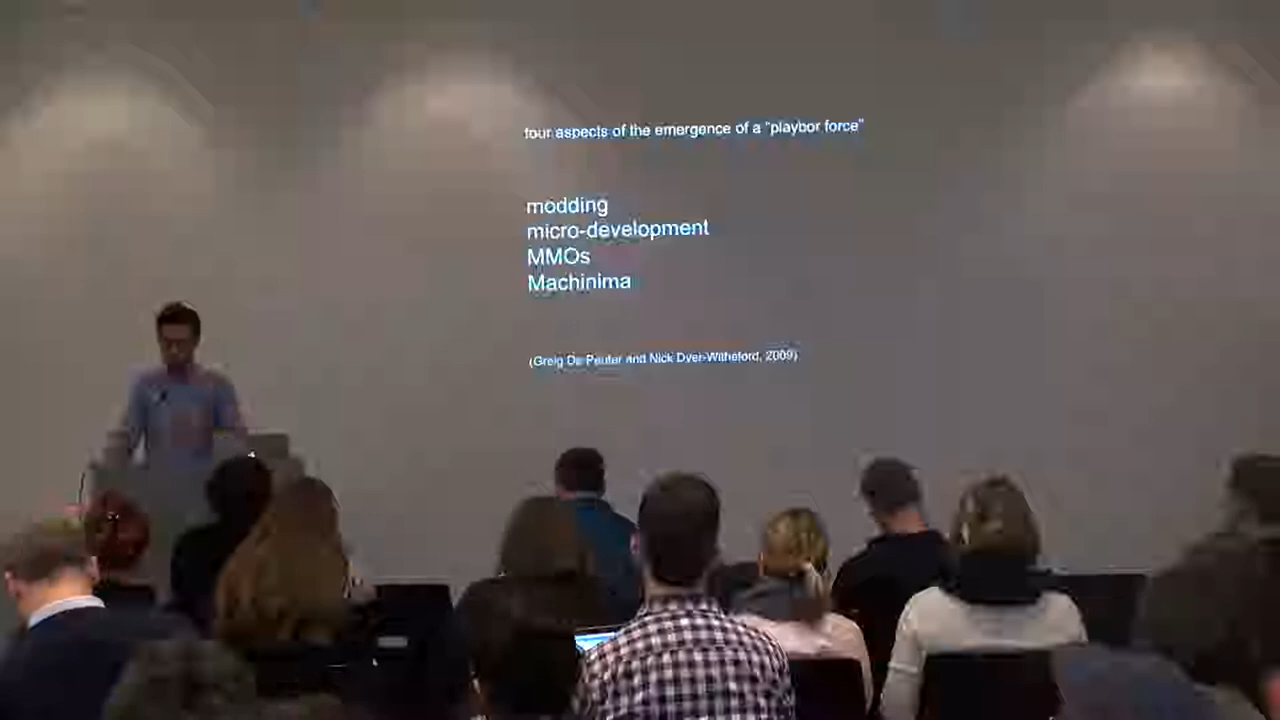 four aspects of the emergence of a "playbor force"
modding
micro-development
MMOs
Machinima
(Greig De Peuter and Nick Dyer-Witheford, 2009)